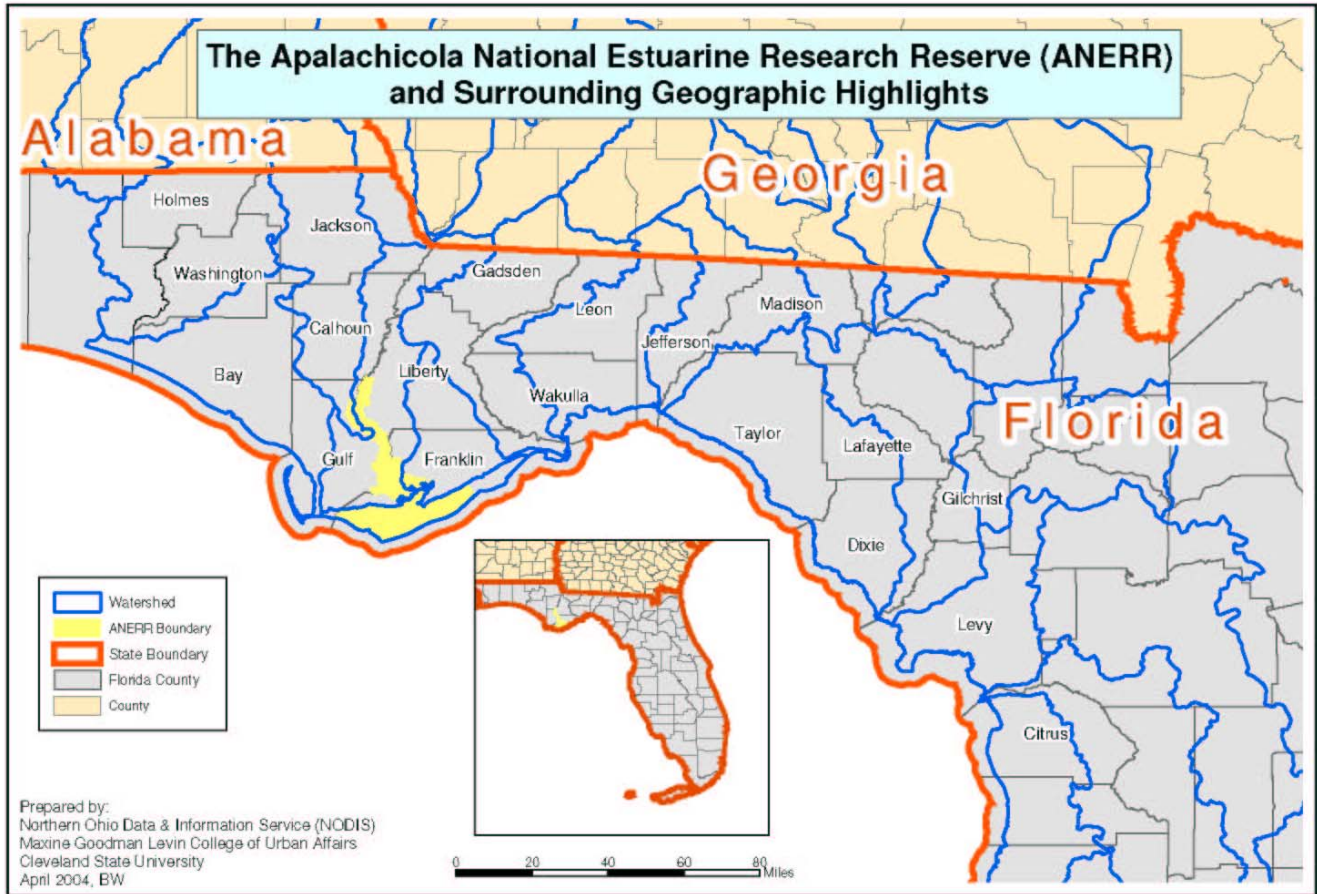 The Apalachicola National Estuarine Research Reserve (ANERR)
and Surrounding Geographic Highlights
Alabama
Georgia
Florida
Holmes
Jackson
Washington
Gadsden
Leon
Madison
Calhoun
Jefferson
Liberty
Bay
Wakulla
Taylor
Lafayette
Gulf
Franklin
Gilchrist
Dixie
Levy
Citrus
Watershed
ANERR Boundary
State Boundary
Florida County
County
Prepared by:
Northern Ohio Data & Information Service (NODIS)
Maxine Goodman Levin College of Urban Affairs
Cleveland State University
April 2004, BW
0 20 40 60 80
Miles